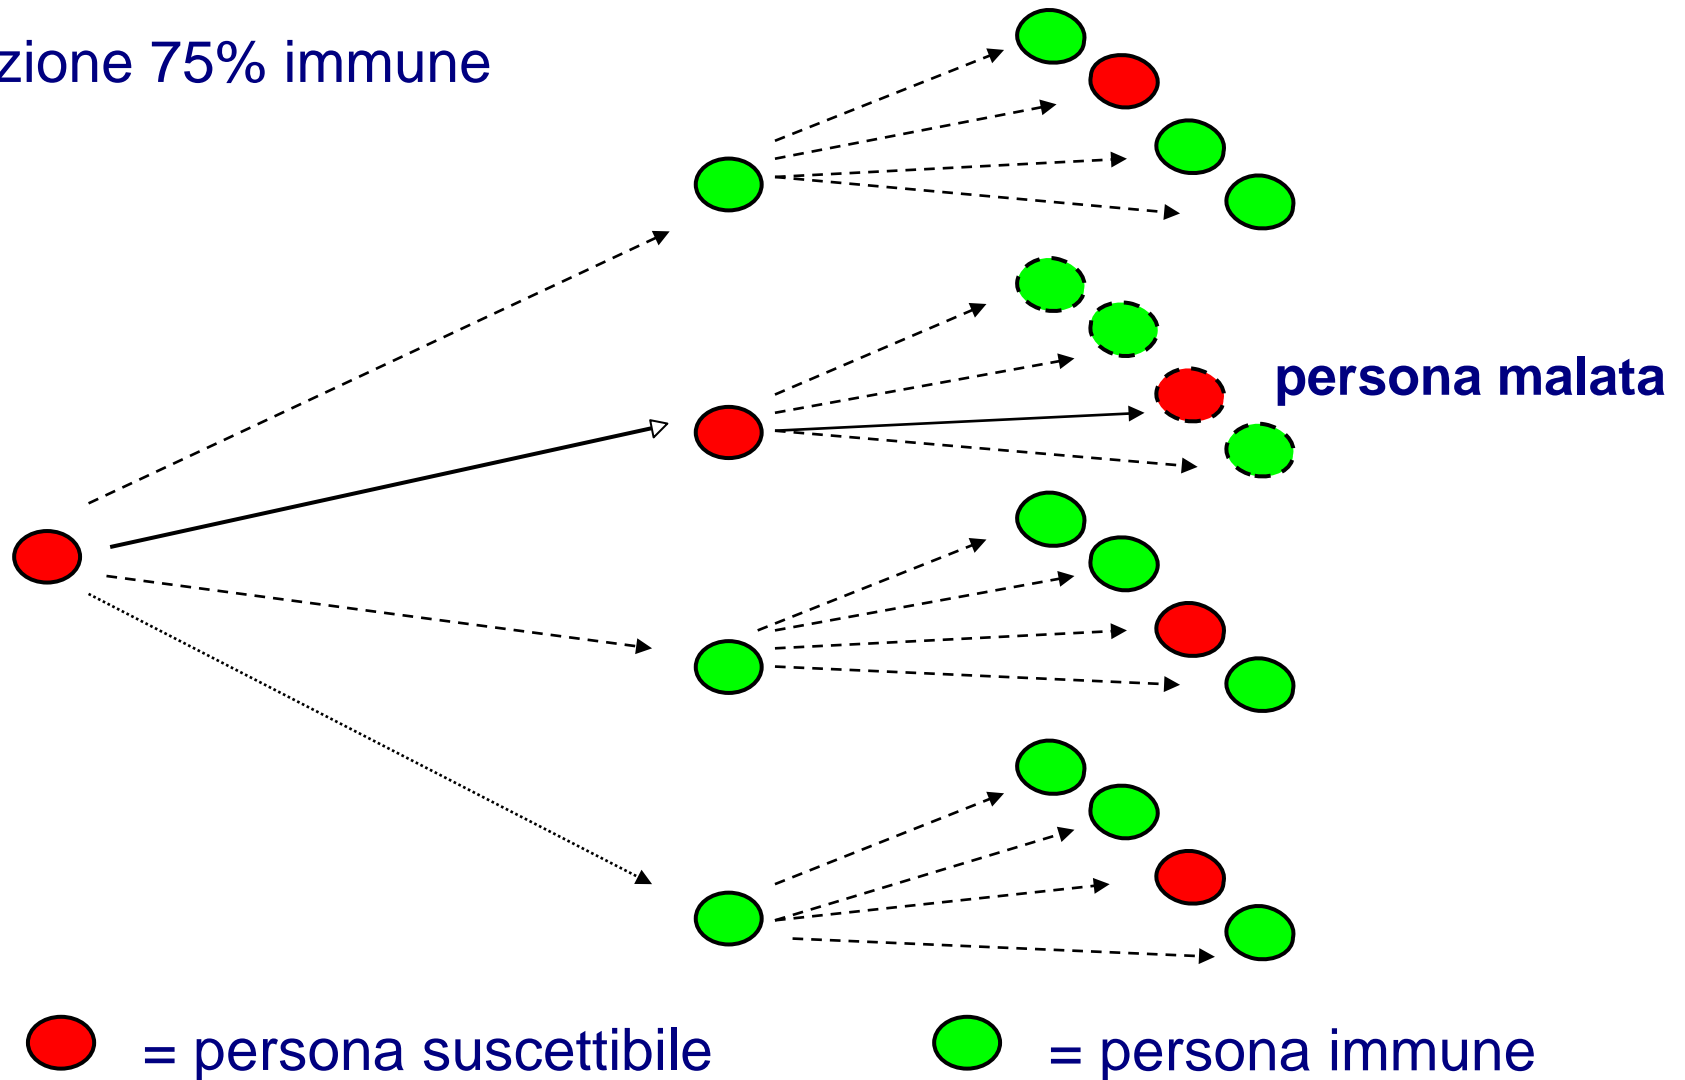 zione 75% immune
persona malata
= persona suscettibile
= persona immune